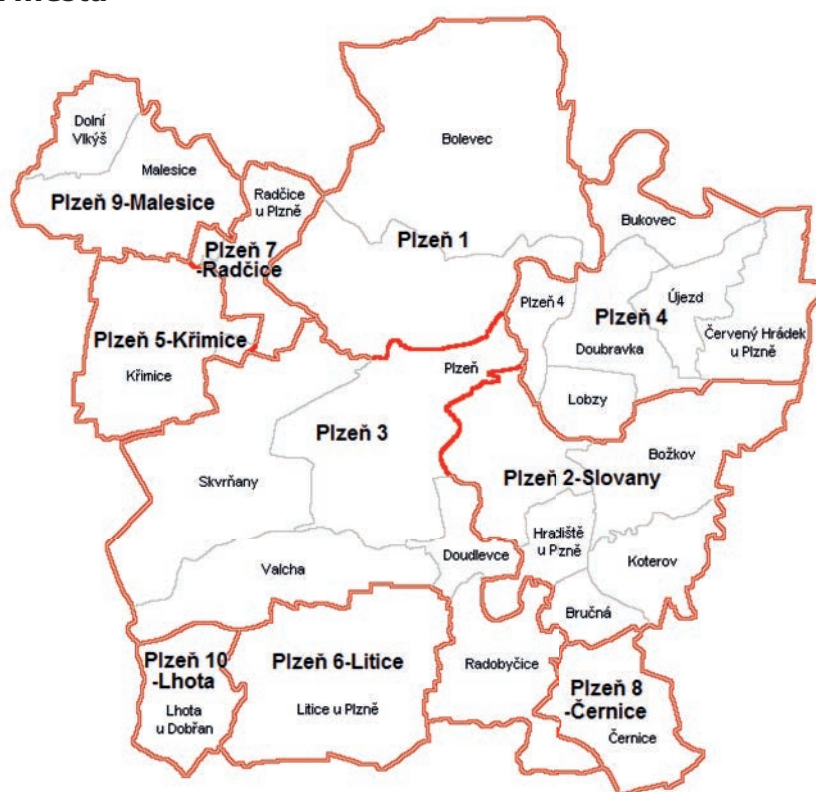 Dolní
Vlkýš
Malesice
Plzeň 9-Malesice
Radčice
u Plzně
Bolevec
Plzeň 1
Plzeň 7
-Radčice
Bukovec
Plzeň 4
Újezd
Plzeň 4
Doubravka
Červený Hrádek
u Plzně
Plzeň 5-Křimice
Křimice
Plzeň
Lobzy
Plzeň 3
Božkov
Skvrňany
Plzeň 2-Slovany
Hradiště
u Pzně
Doudlevce
Koterov
Valcha
Bručná
Plzeň 10
-Lhota
Plzeň 6-Litice
Radobyčice
Plzeň 8
-Černice
Lhota
u Dobřan
Litice u Plzně
Černice